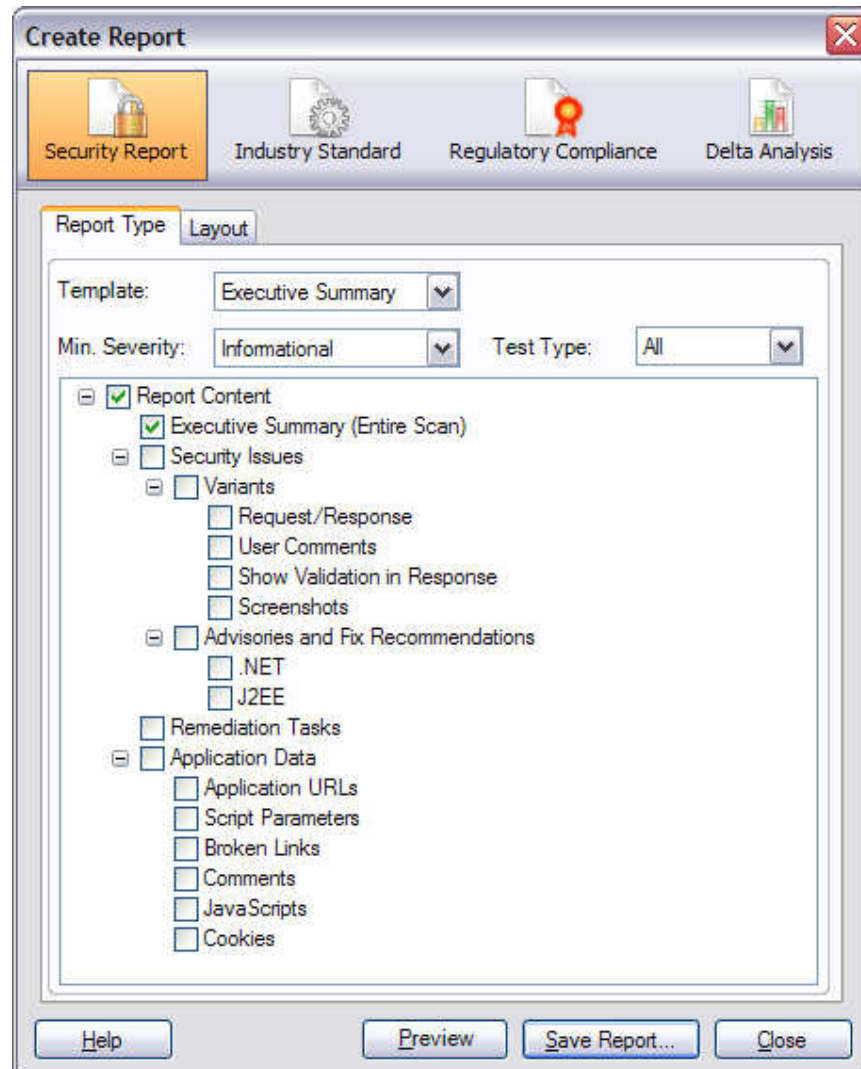 Create Report
Security Report Industry Standard Regulatory Compliance Delta Analysis
Report Type Layout
Template: Executive Summary
Min. Severity: Informational Test Type: All
Report Content
Executive Summary (Entire Scan)
Security Issues
Variants
Request/Response
User Comments
Show Validation in Response
Screenshots
Advisories and Fix Recommendations
.NET
J2EE
Remediation Tasks
Application Data
Application URLs
Script Parameters
Broken Links
Comments
JavaScripts
Cookies
Help Preview Save Report... Close